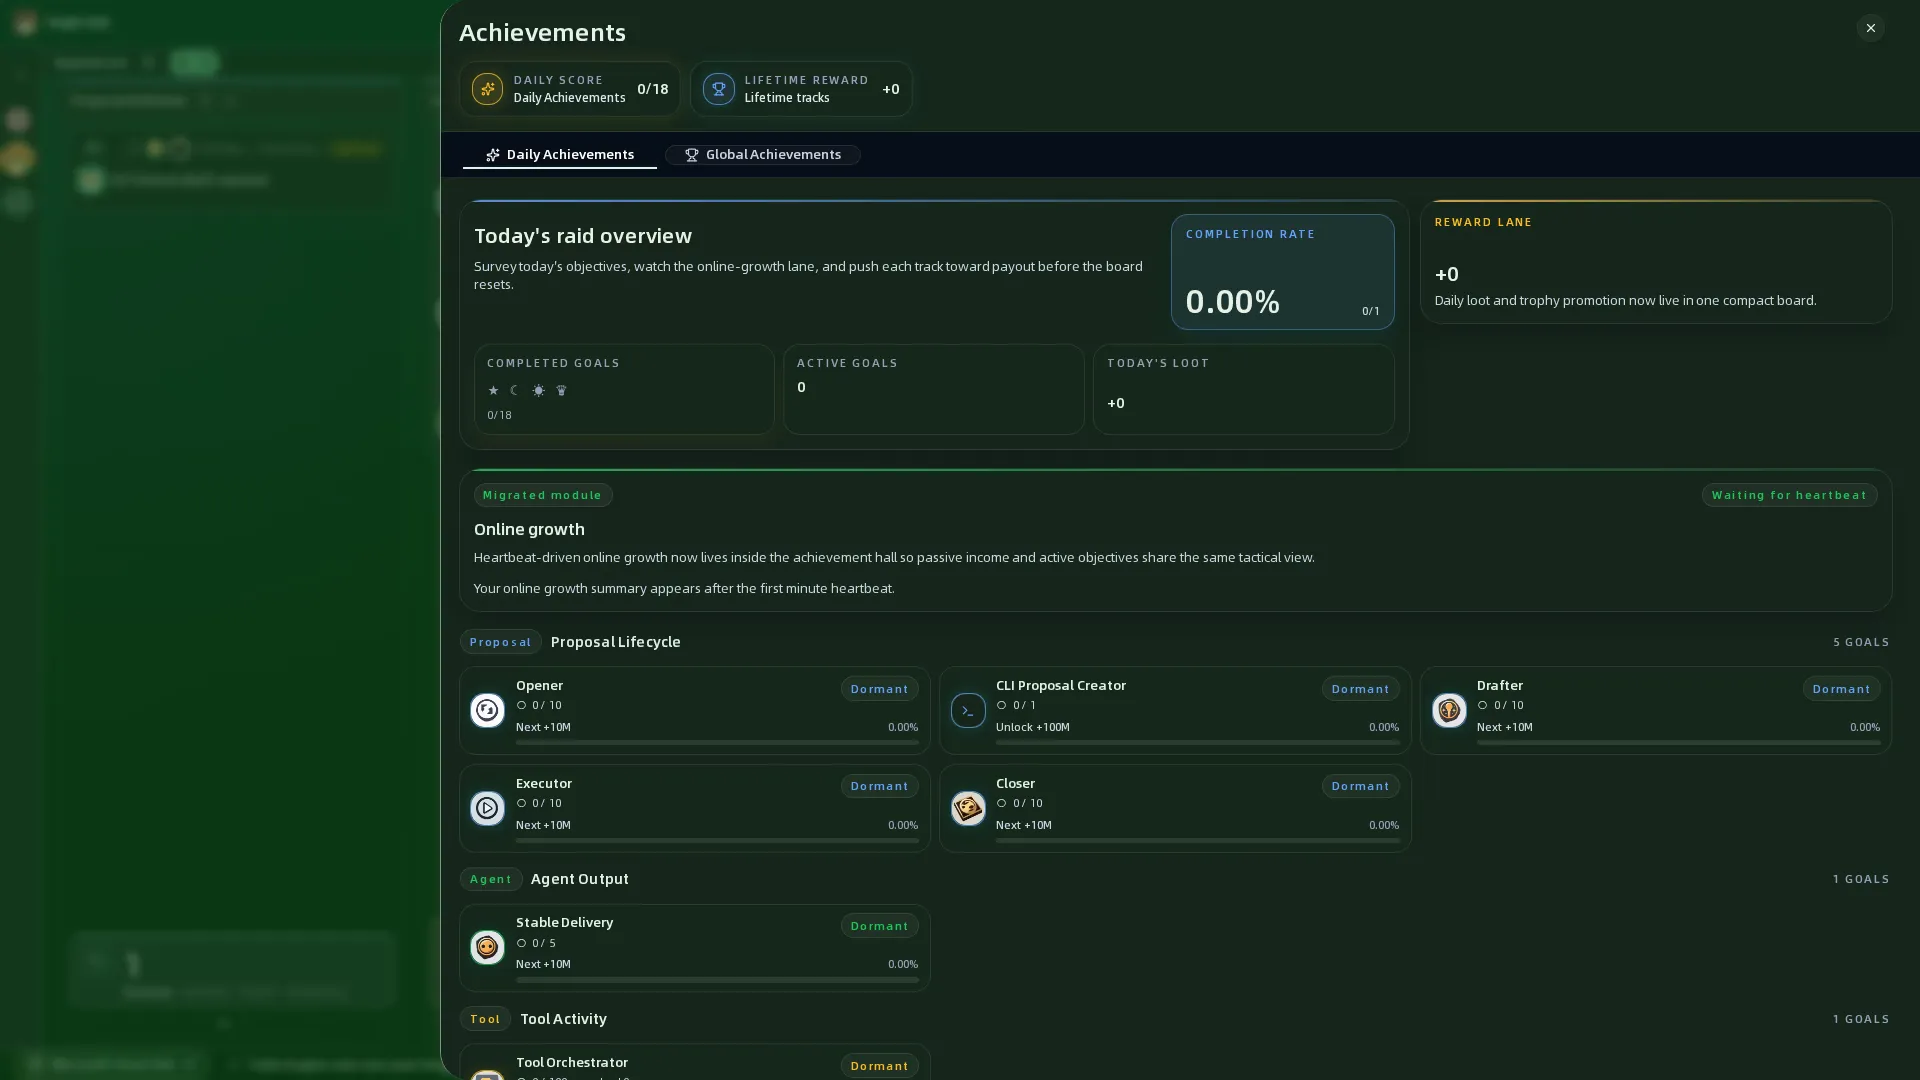 Achievements
DAILY SCORE
Daily Achievements
0/18
LIFETIME REWARD
Lifetime tracks
+0
Daily Achievements
Global Achievements
Today's raid overview
Survey today's objectives, watch the online-growth lane, and push each track toward payout before the board
resets.
COMPLETION RATE
0.00%
0/1
REWARD LANE
+0
Daily loot and trophy promotion now live in one compact board.
COMPLETED GOALS
0/18
ACTIVE GOALS
0
TODAY'S LOOT
+0
Migrated module
Waiting for heartbeat
Online growth
Heartbeat-driven online growth now lives inside the achievement hall so passive income and active objectives share the same tactical view.
Your online growth summary appears after the first minute heartbeat.
Proposal
Proposal Lifecycle
5 GOALS
Opener
Dormant
0 / 10
Next +10M
0.00%
CLI Proposal Creator
Dormant
0 / 1
Unlock +100M
0.00%
Drafter
Dormant
0 / 10
Next +10M
0.00%
Executor
Dormant
0 / 10
Next +10M
0.00%
Closer
Dormant
0 / 10
Next +10M
0.00%
Agent
Agent Output
1 GOALS
Stable Delivery
Dormant
0 / 5
Next +10M
0.00%
Tool
Tool Activity
1 GOALS
Tool Orchestrator
Dormant